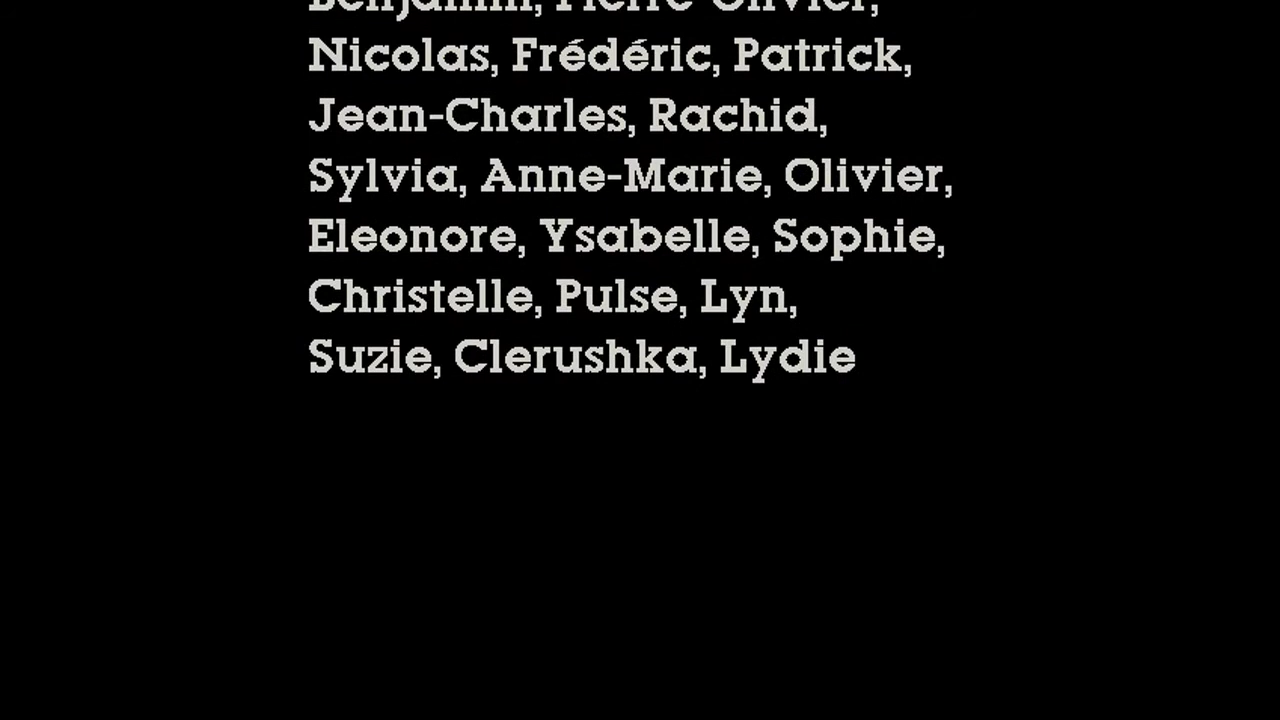 Benjamin, Pierre-Olivier,
Nicolas, Frédéric, Patrick,
Jean-Charles, Rachid,
Sylvia, Anne-Marie, Olivier,
Eleonore, Ysabelle, Sophie,
Christelle, Pulse, Lyn,
Suzie, Clerushka, Lydie